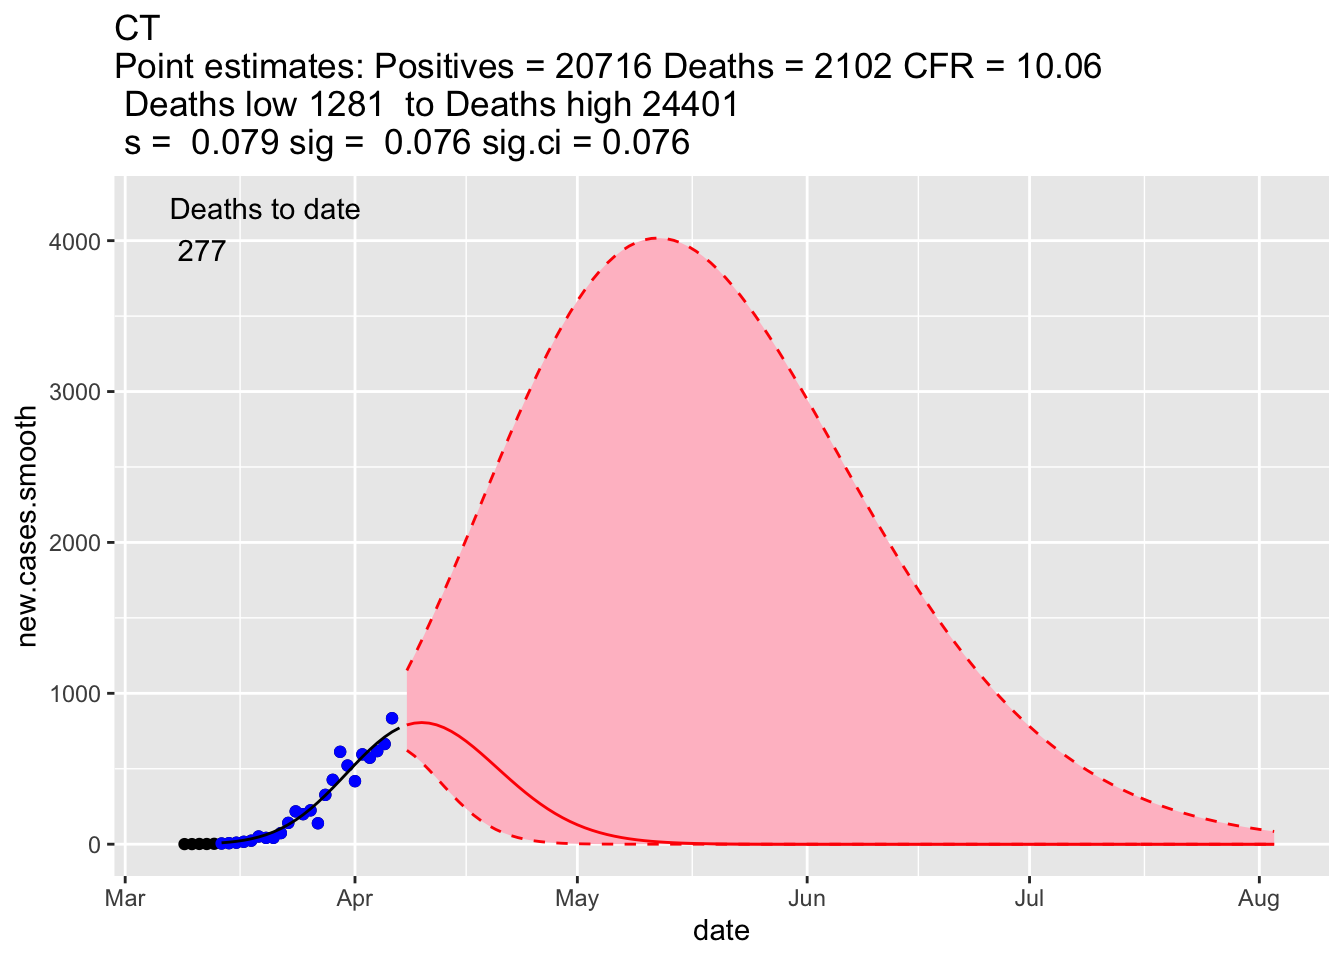 CT
Point estimates: Positives = 20716 Deaths = 2102 CFR = 10.06
Deaths low 1281  to Deaths high 24401
s =  0.079 sig =  0.076 sig.ci = 0.076
Deaths to date
277
4000
3000
2000
1000
0
new.cases.smooth
Mar Apr May Jun Jul Aug
date